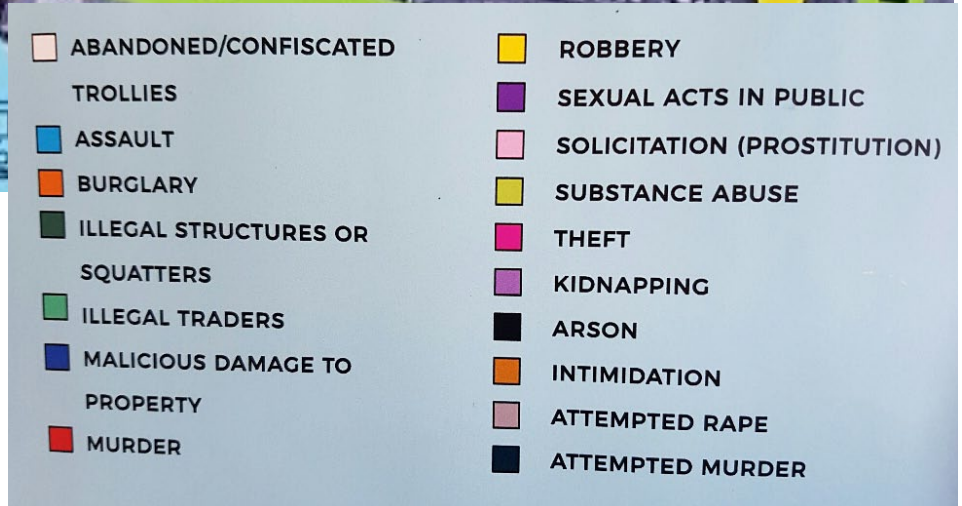 ABANDONED/CONFISCATED
TROLLIES
ASSAULT
BURGLARY
ILLEGAL STRUCTURES OR
SQUATTERS
ILLEGAL TRADERS
MALICIOUS DAMAGE TO
PROPERTY
MURDER
ROBBERY
SEXUAL ACTS IN PUBLIC
SOLICITATION (PROSTITUTION)
SUBSTANCE ABUSE
THEFT
KIDNAPPING
ARSON
INTIMIDATION
ATTEMPTED RAPE
ATTEMPTED MURDER